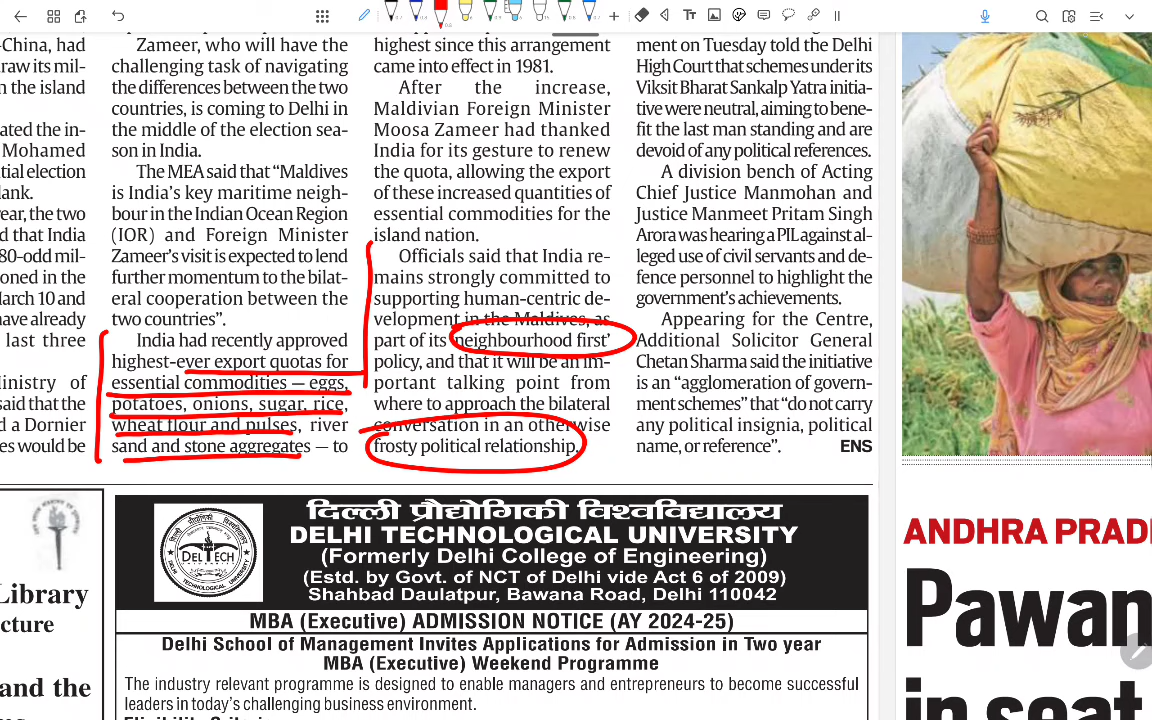 -China, had
raw its mil-
n the island
ated the in-
Mohamed
tial election
lank.
ear, the two
d that India
80-odd mil-
oned in the
arch 10 and
have already
last three
inistry of
said that the
d a Dornier
es would be
Zameer, who will have the
challenging task of navigating
the differences between the two
countries, is coming to Delhi in
the middle of the election sea-
son in India.
The MEA said that “Maldives
is India’s key maritime neigh-
bour in the Indian Ocean Region
(IOR) and Foreign Minister
Zameer’s visit is expected to lend
further momentum to the bilat-
eral cooperation between the
two countries”.
India had recently approved
highest-ever export quotas for
essential commodities — eggs,
potatoes, onions, sugar, rice,
wheat flour and pulses, river
sand and stone aggregates — to
highest since this arrangement
came into effect in 1981.
After the increase,
Maldivian Foreign Minister
Moosa Zameer had thanked
India for its gesture to renew
the quota, allowing the export
of these increased quantities of
essential commodities for the
island nation.
Officials said that India re-
mains strongly committed to
supporting human-centric de-
velopment in the Maldives, as
part of its ‘neighbourhood first’
policy, and that it will be an im-
portant talking point from
where to approach the bilateral
conversation in an otherwise
frosty political relationship.
ment on Tuesday told the Delhi
High Court that schemes under its
Viksit Bharat Sankalp Yatra initia-
tive were neutral, aiming to bene-
fit the last man standing and are
devoid of any political references.
A division bench of Acting
Chief Justice Manmohan and
Justice Manmeet Pritam Singh
Arora was hearing a PIL against al-
leged use of civil servants and de-
fence personnel to highlight the
government’s achievements.
Appearing for the Centre,
Additional Solicitor General
Chetan Sharma said the initiative
is an “agglomeration of govern-
ment schemes” that “do not carry
any political insignia, political
name, or reference”. ENS
Library
cture
and the
DELTECH
दिल्ली प्रौद्योगिकी विश्वविद्यालय
DELHI TECHNOLOGICAL UNIVERSITY
(Formerly Delhi College of Engineering)
(Estd. by Govt. of NCT of Delhi vide Act 6 of 2009)
Shahbad Daulatpur, Bawana Road, Delhi 110042
MBA (Executive) ADMISSION NOTICE (AY 2024-25)
Delhi School of Management Invites Applications for Admission in Two year
MBA (Executive) Weekend Programme
The industry relevant programme is designed to enable managers and entrepreneurs to become successful
leaders in today’s challenging business environment.
ANDHRA PRAD
Pawan
in seat